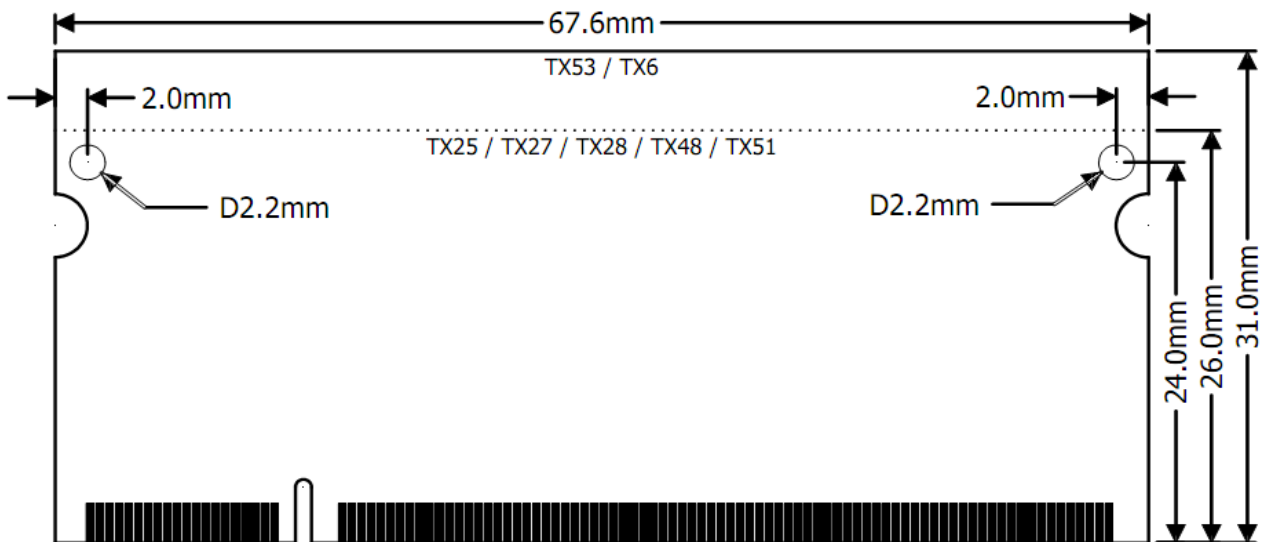 67.6mm
TX53 / TX6
2.0mm
2.0mm
TX25 / TX27 / TX28 / TX48 / TX51
D2.2mm
D2.2mm
24.0mm
26.0mm
31.0mm